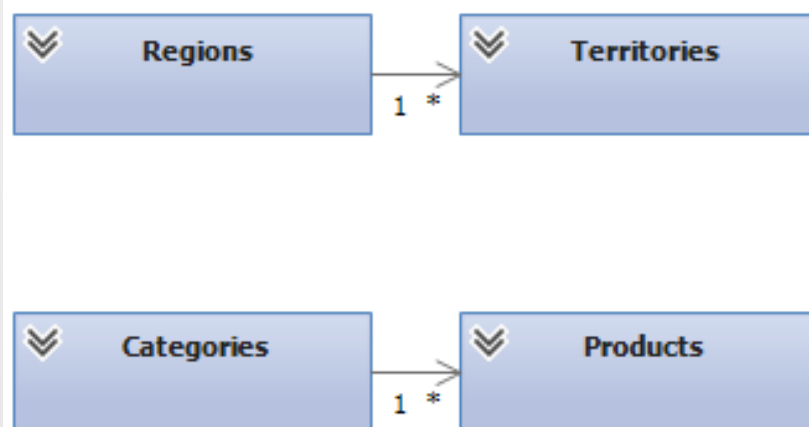 Regions
Territories
1 *
Categories
Products
1 *